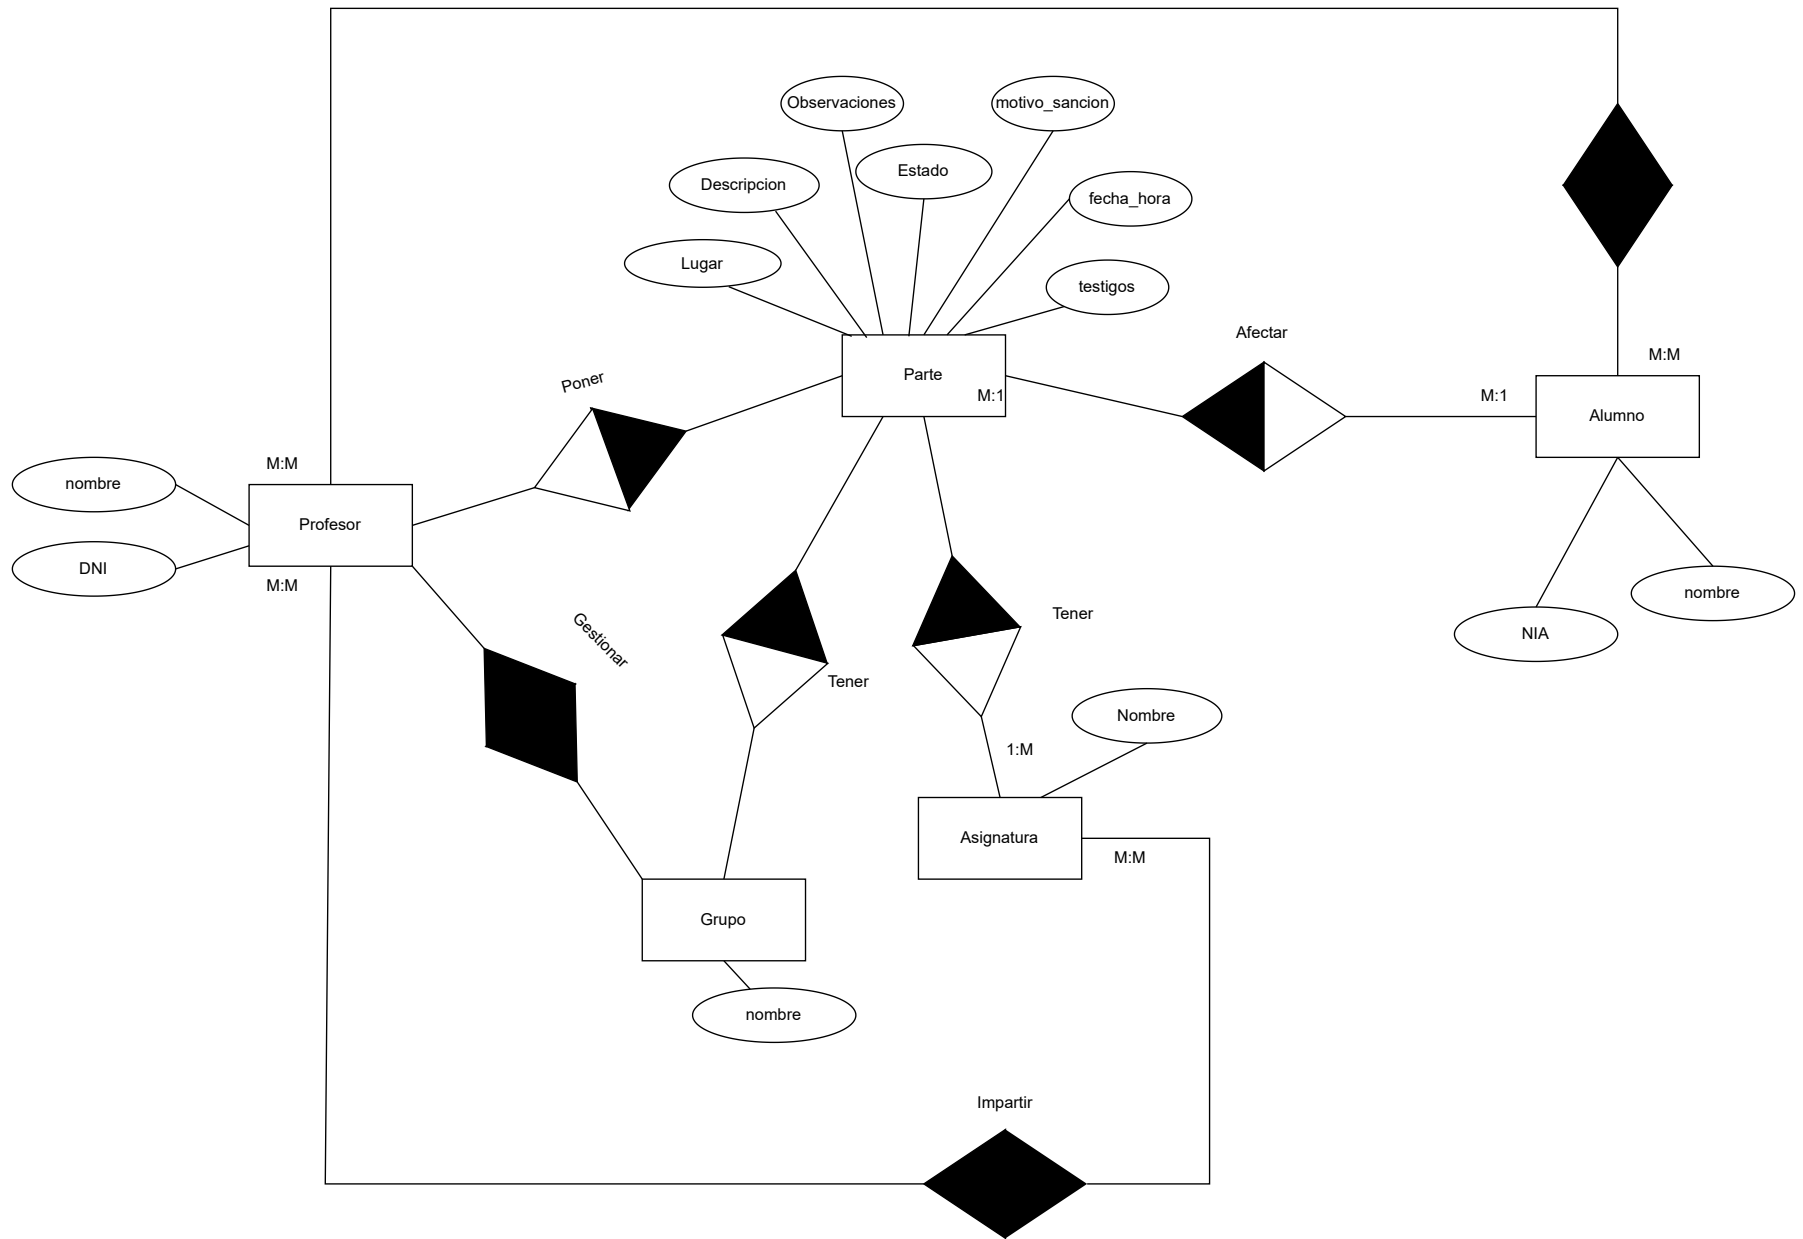 Observaciones
motivo_sancion
Estado
Descripcion
fecha_hora
Lugar
testigos
Afectar
M:M
Parte
Poner
M:1
M:1
Alumno
M:M
nombre
Profesor
DNI
M:M
nombre
Gestionar
Tener
NIA
Tener
Nombre
1:M
Asignatura
M:M
Grupo
nombre
Impartir